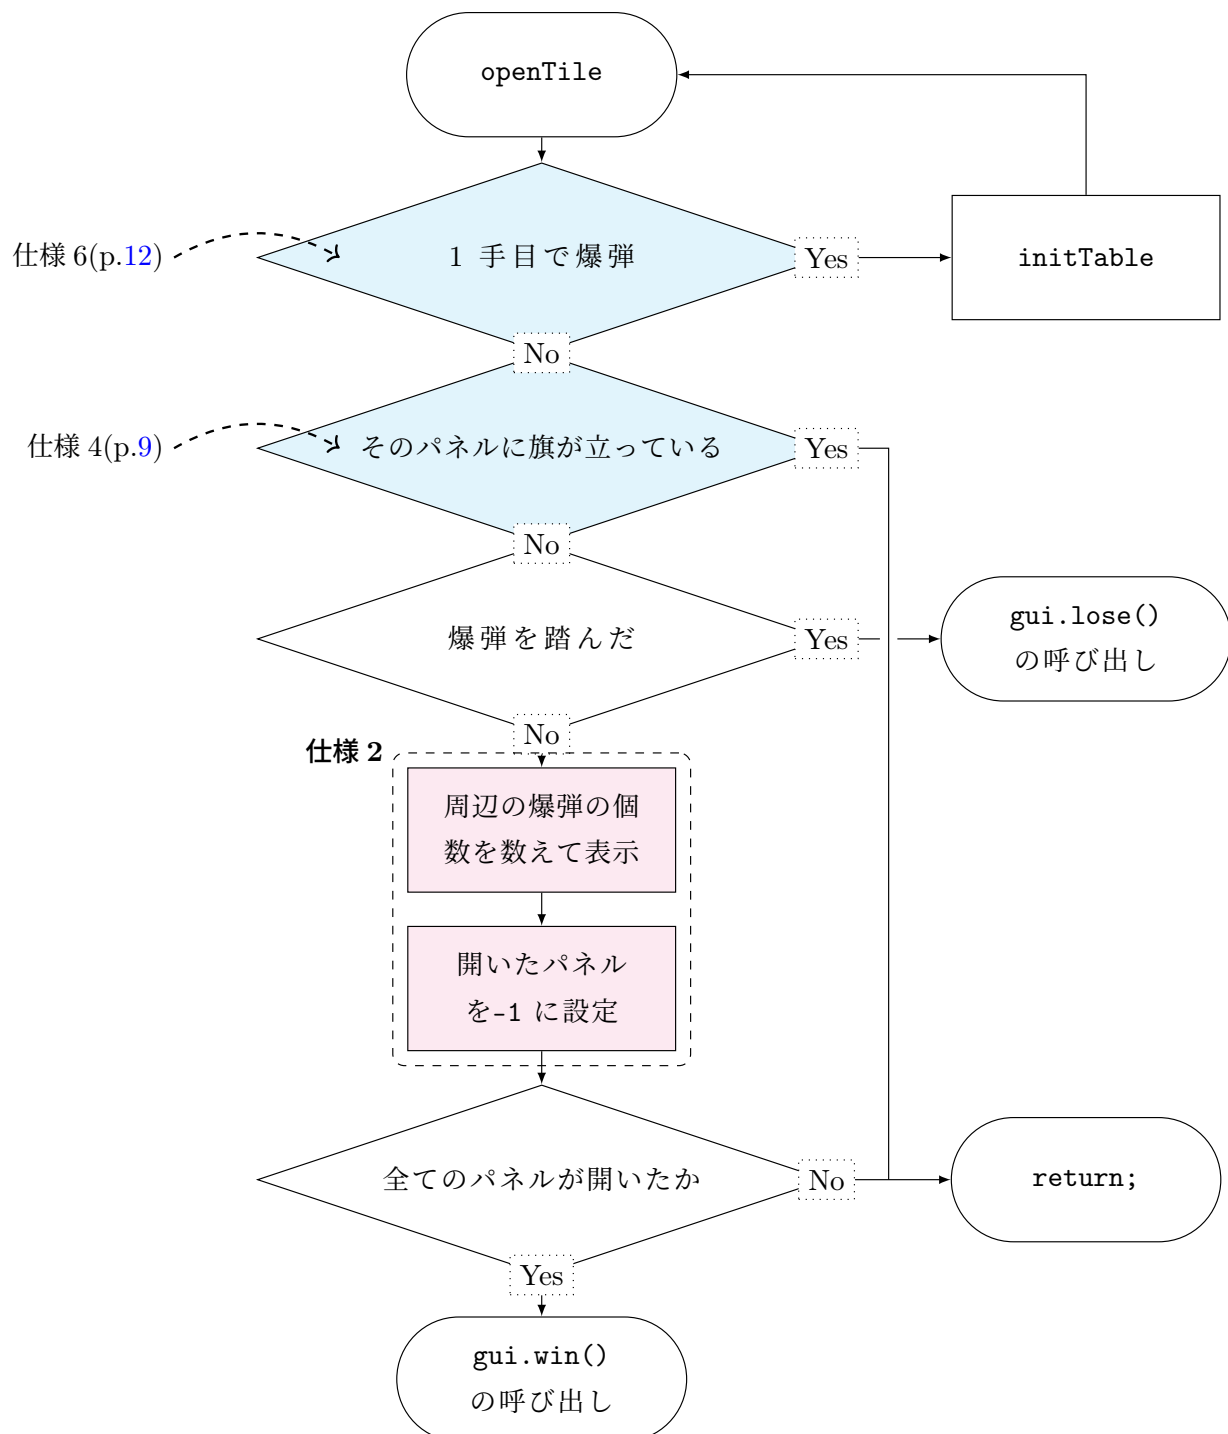 openTile
仕様 6(p.12)
1 手目で爆弾
Yes
initTable
No
仕様 4(p.9)
そのパネルに旗が立っている
Yes
No
爆弾を踏んだ
Yes
gui.lose()
の呼び出し
No
仕様 2
周辺の爆弾の個
数を数えて表示
開いたパネル
を-1 に設定
全てのパネルが開いたか
No
return;
Yes
gui.win()
の呼び出し